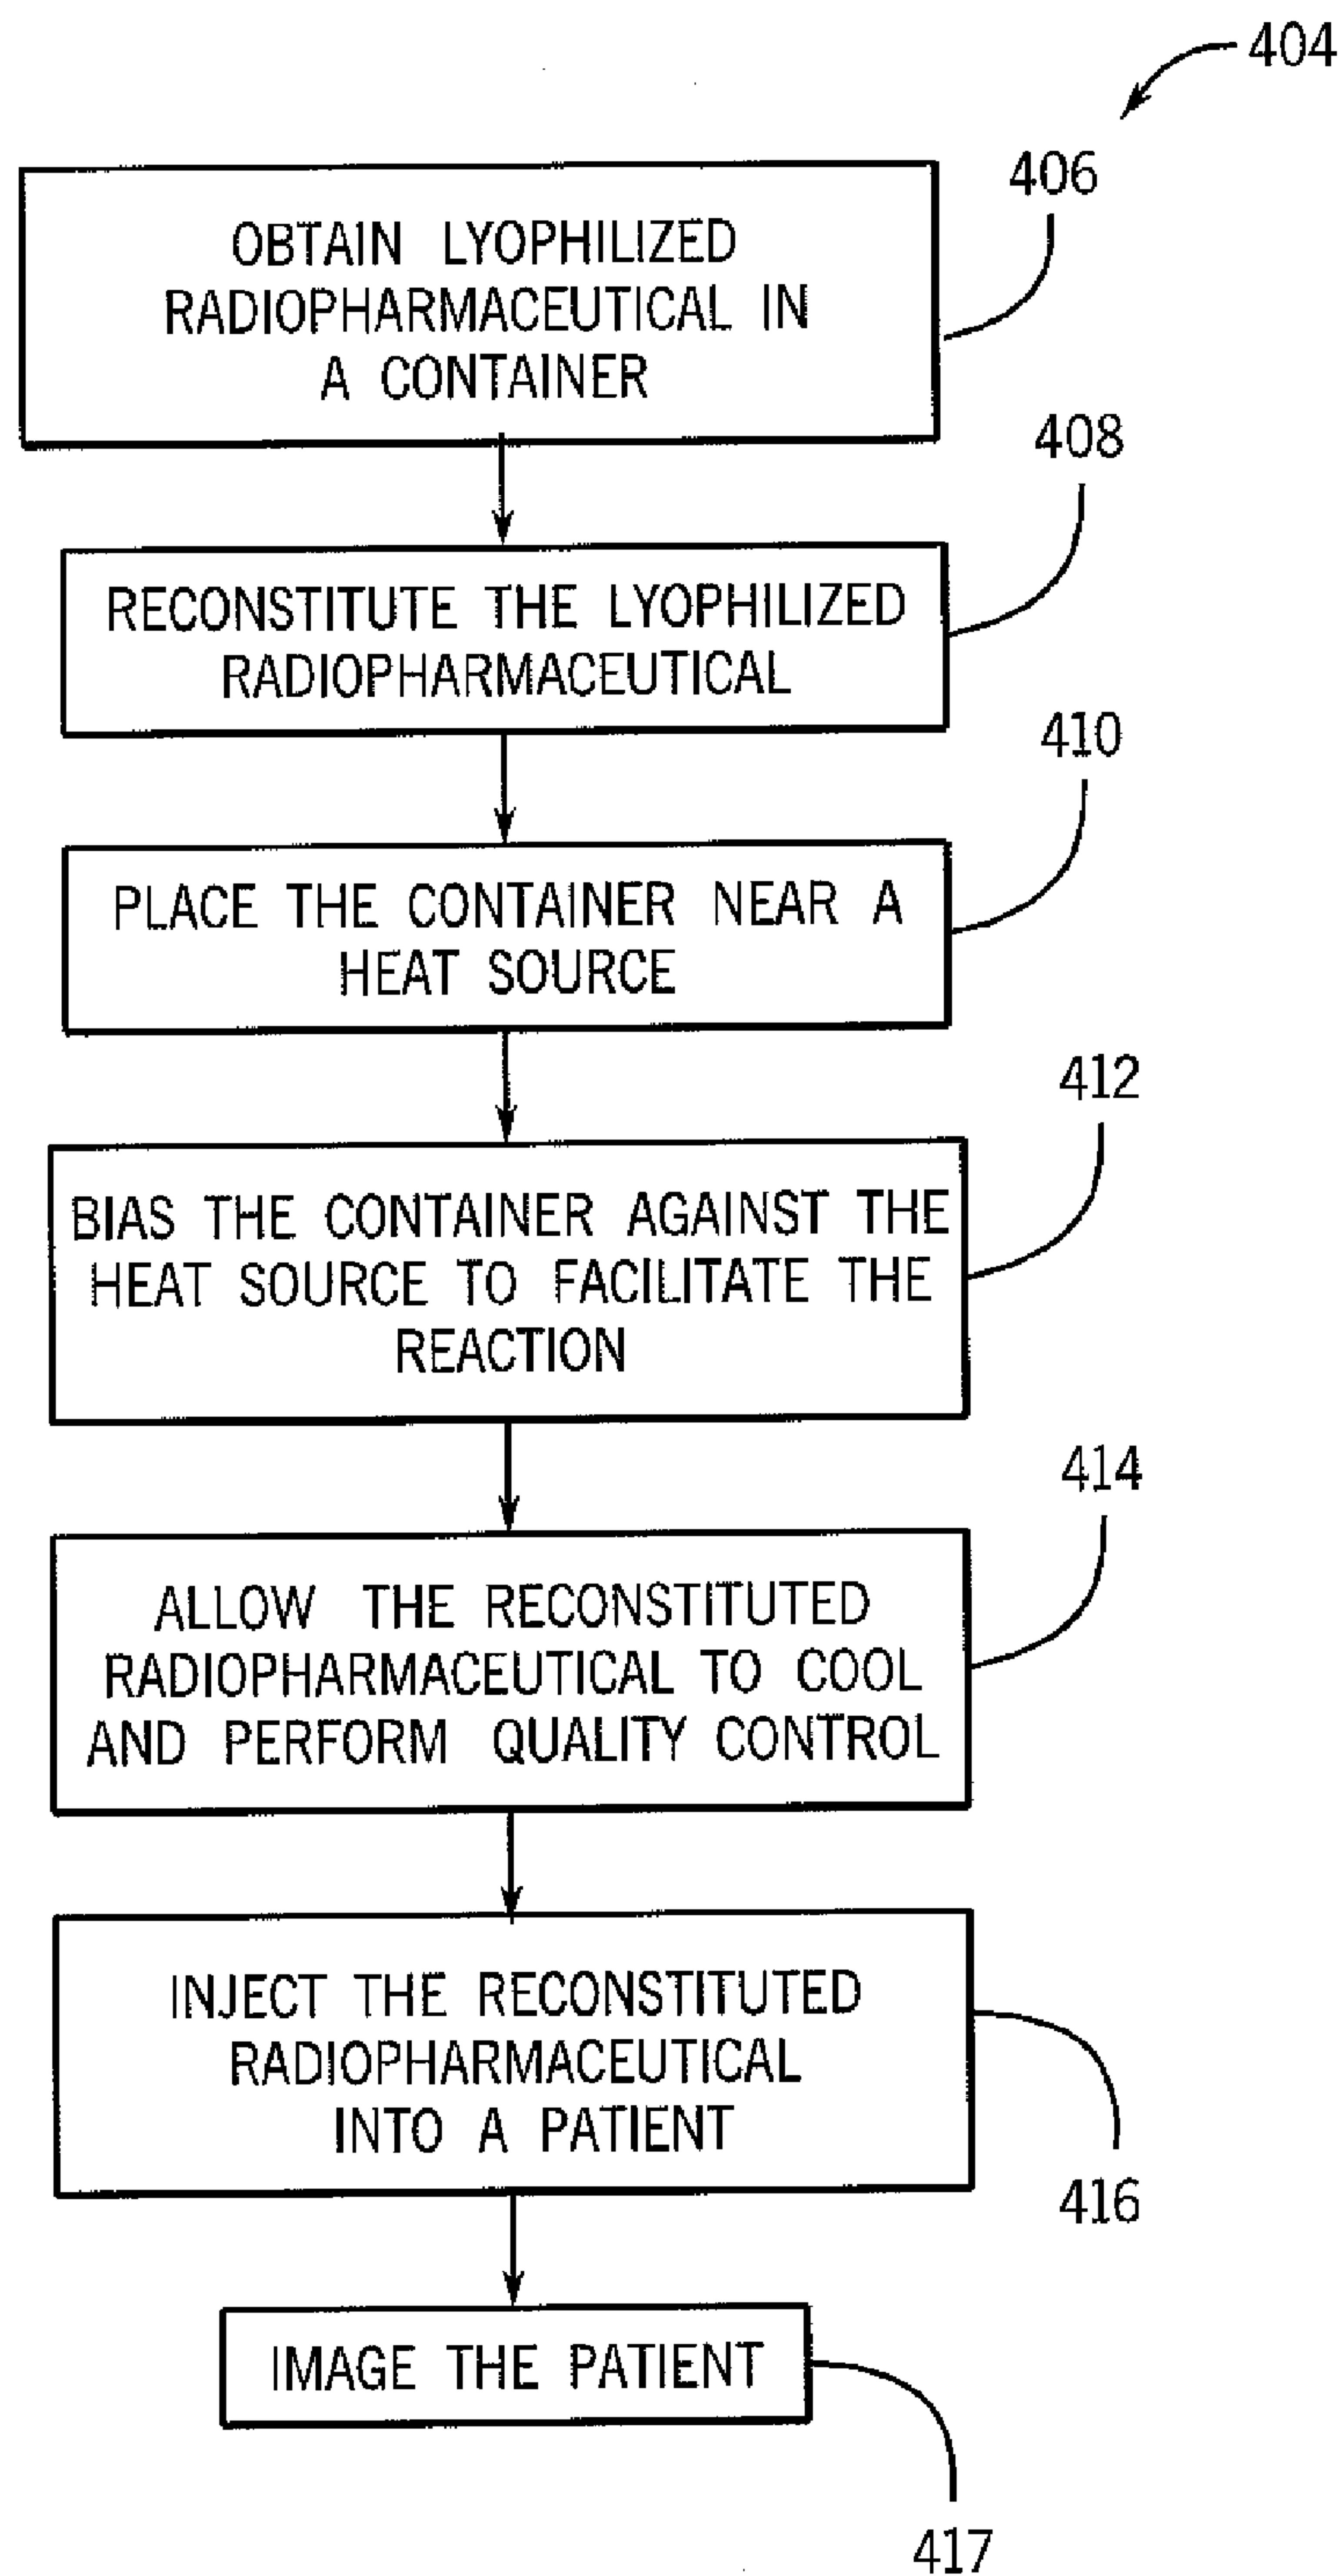 404
406
OBTAIN LYOPHILIZED
RADIOPHARMACEUTICAL IN
A CONTAINER
408
RECONSTITUTE THE LYOPHILIZED
RADIOPHARMACEUTICAL
410
PLACE THE CONTAINER NEAR A
HEAT SOURCE
412
BIAS THE CONTAINER AGAINST THE
HEAT SOURCE TO FACILITATE THE
REACTION
414
ALLOW THE RECONSTITUTED
RADIOPHARMACEUTICAL TO COOL
AND PERFORM QUALITY CONTROL
INJECT THE RECONSTITUTED
RADIOPHARMACEUTICAL
INTO A PATIENT
416
IMAGE THE PATIENT
417